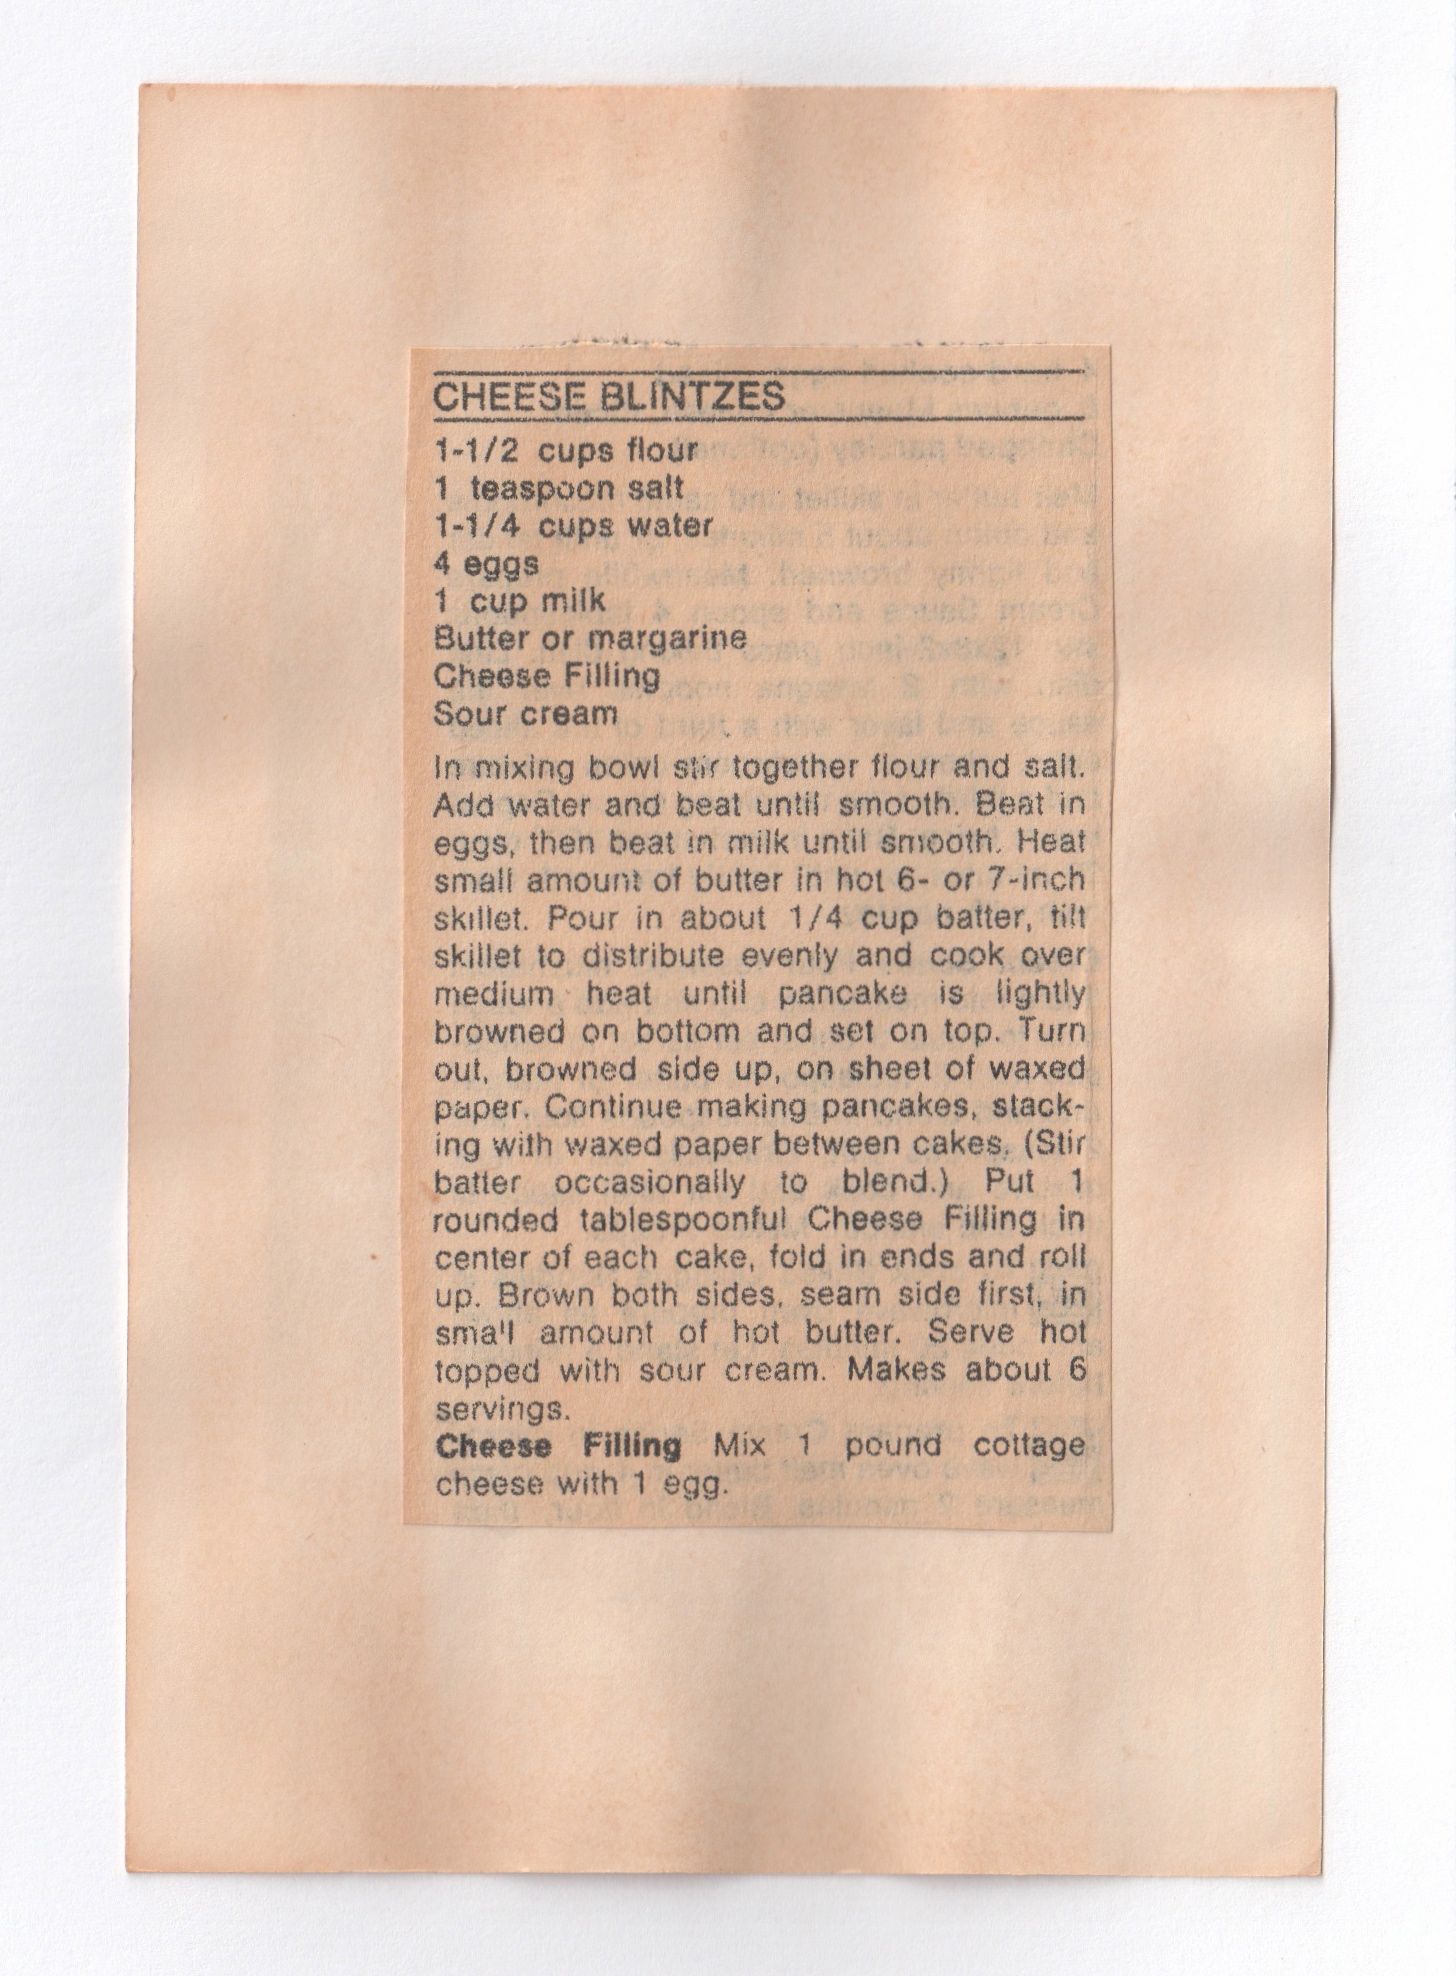 CHEESE BLINTZES
1-1/2 cups flour
1 teaspoon salt
1-1/4 cups water
4 eggs
1 cup milk
Butter or margarine
Cheese Filling
Sour cream
In mixing bowl stir together flour and salt.
Add water and beat until smooth. Beat in
eggs, then beat in milk until smooth. Heat
small amount of butter in hot 6- or 7-inch
skillet. Pour in about 1/4 cup batter, tilt
skillet to distribute evenly and cook over
medium heat until pancake is lightly
browned on bottom and set on top. Turn
out, browned side up, on sheet of waxed
paper. Continue making pancakes, stack-
ing with waxed paper between cakes. (Stir
batter occasionally to blend.) Put 1
rounded tablespoonful Cheese Filling in
center of each cake, fold in ends and roll
up. Brown both sides, seam side first, in
small amount of hot butter. Serve hot
topped with sour cream. Makes about 6
servings.
Cheese Filling Mix 1 pound cottage
cheese with 1 egg.